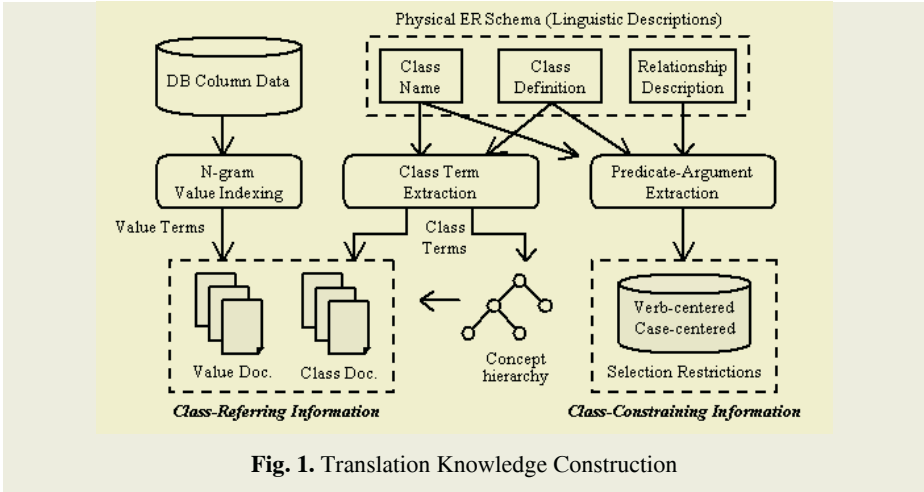 Physical ER Schema (Linguistic Descriptions)
DB Column Data
Class
Name
Class
Definition
Relationship
Description
N-gram
Value Indexing
Class Term
Extraction
Predicate-Argument
Extraction
Value Terms
Class
Terms
Value Doc.
Class Doc.
Concept
hierarchy
Verb-centered
Case-centered
Selection Restrictions
Class-Referring Information
Class-Constraining Information
Fig. 1. Translation Knowledge Construction